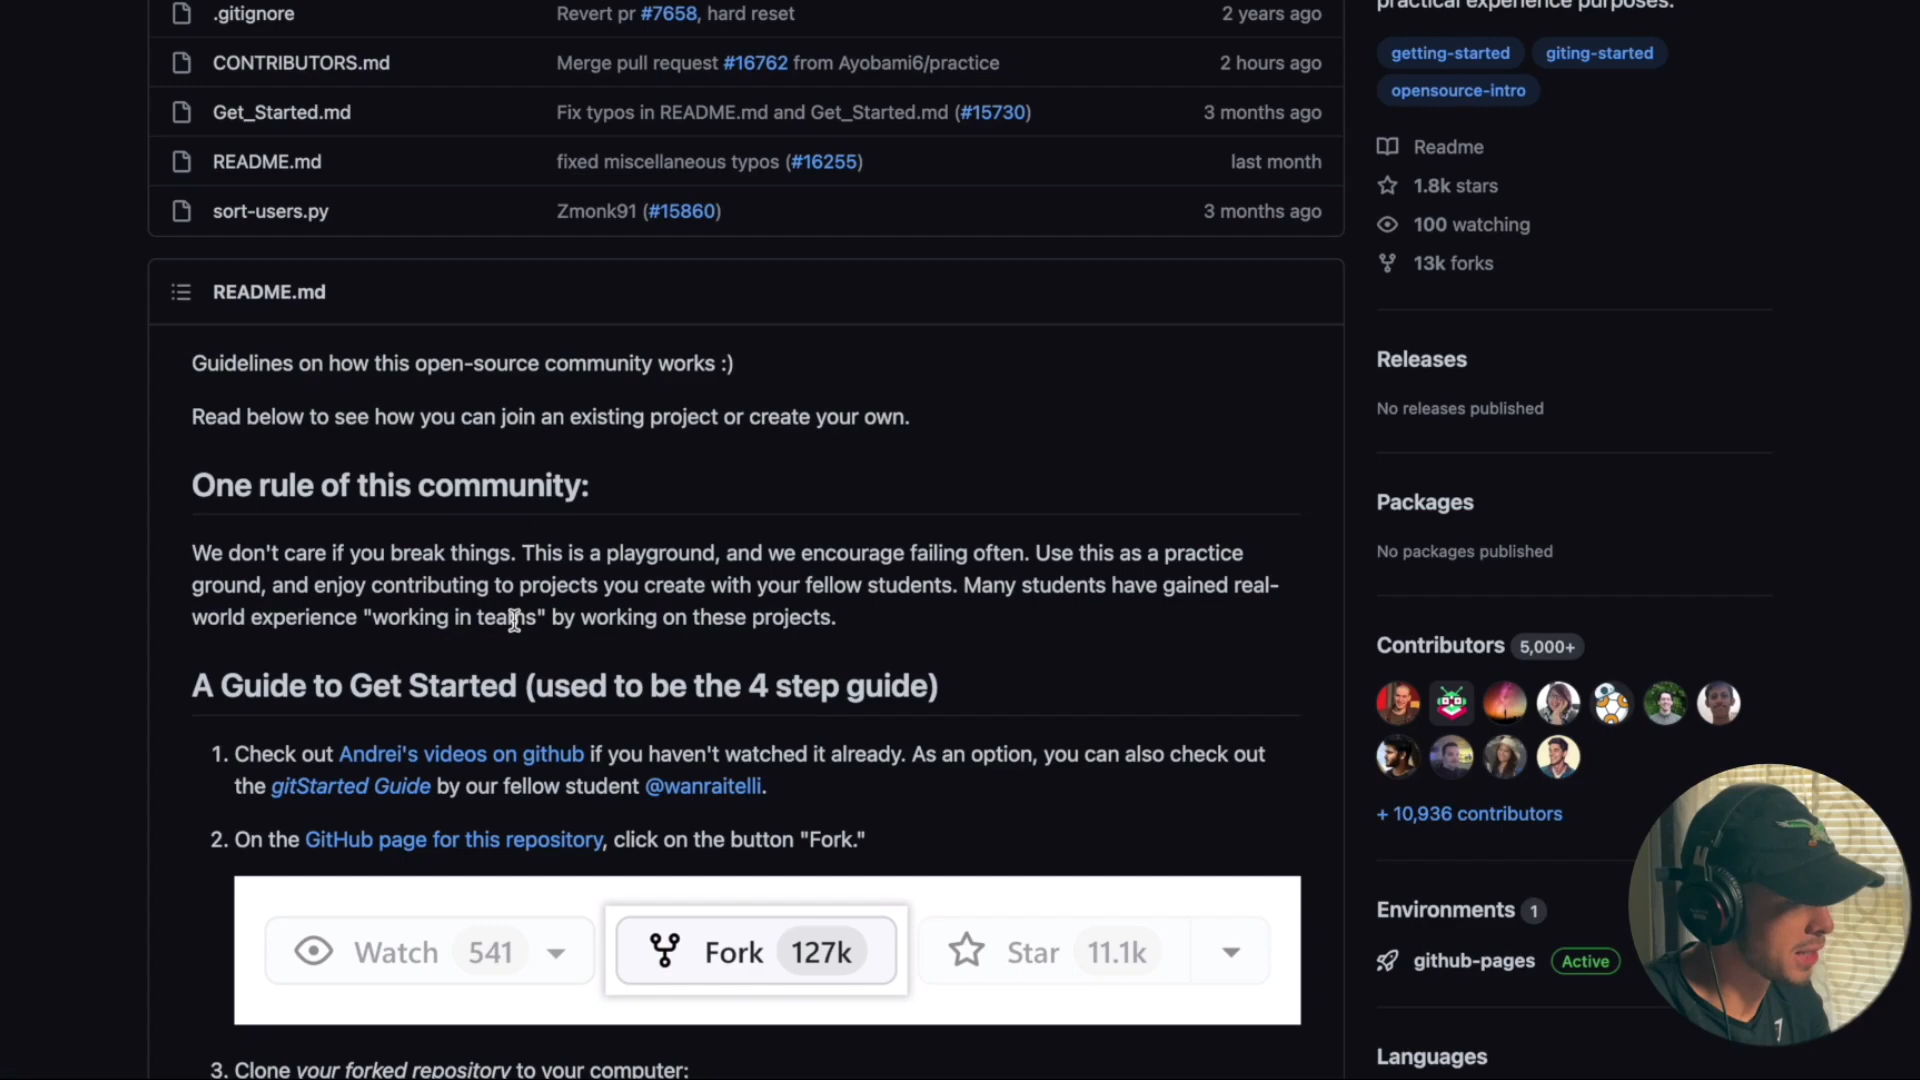 .gitignore Revert pr #7658, hard reset 2 years ago
CONTRIBUTORS.md Merge pull request #16762 from Ayobami6/practice 2 hours ago
Get_Started.md Fix typos in README.md and Get_Started.md (#15730) 3 months ago
README.md fixed miscellaneous typos (#16255) last month
sort-users.py Zmonk91 (#15860) 3 months ago
README.md
Guidelines on how this open-source community works :)
Read below to see how you can join an existing project or create your own.
One rule of this community:
We don't care if you break things. This is a playground, and we encourage failing often. Use this as a practice
ground, and enjoy contributing to projects you create with your fellow students. Many students have gained real-
world experience "working in teams" by working on these projects.
A Guide to Get Started (used to be the 4 step guide)
1. Check out Andrei's videos on github if you haven't watched it already. As an option, you can also check out
the gitStarted Guide by our fellow student @wanraitelli.
2. On the GitHub page for this repository, click on the button "Fork."
Watch 541 Fork 127k Star 11.1k
3. Clone your forked repository to your computer:
practical experience purposes.
getting-started giting-started
opensource-intro
Readme
1.8k stars
100 watching
13k forks
Releases
No releases published
Packages
No packages published
Contributors 5,000+
+ 10,936 contributors
Environments 1
github-pages Active
Languages